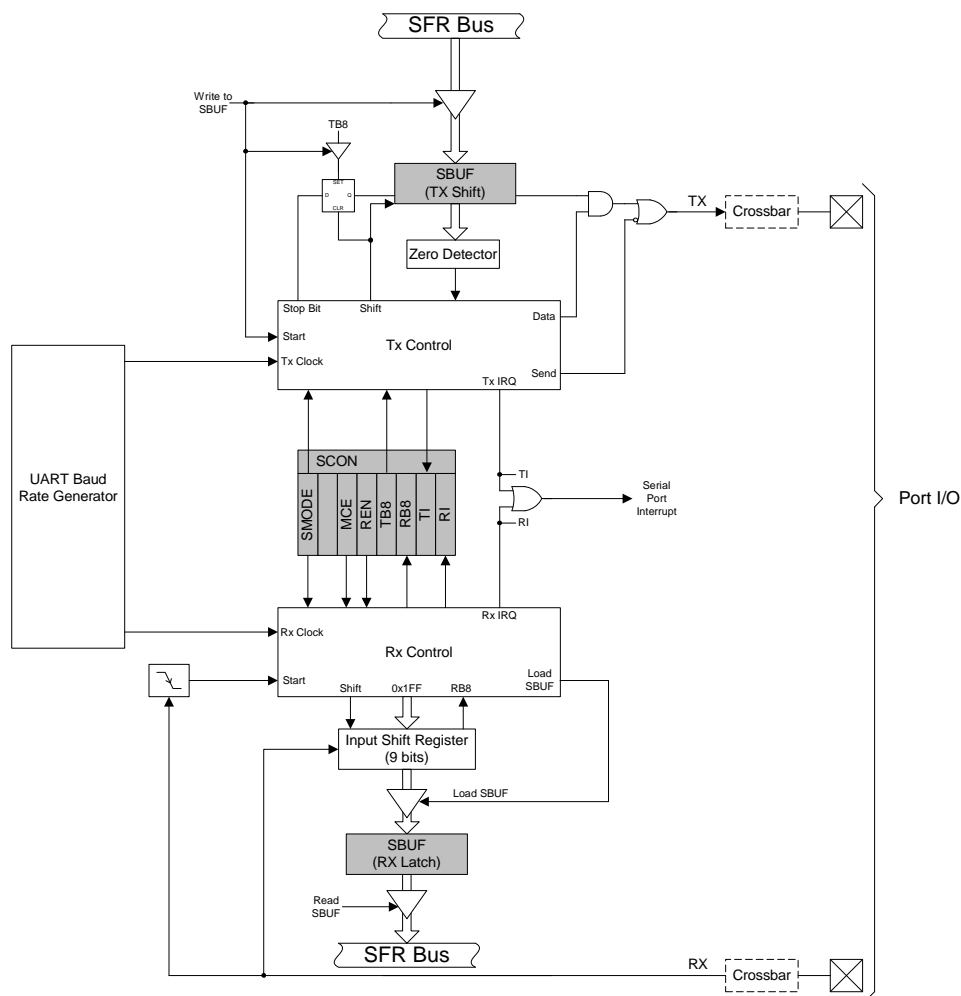 SFR Bus
Write to
SBUF
TB8
SET
D Q
CLR
SBUF
(TX Shift)
TX
Crossbar
Zero Detector
Stop Bit
Shift
Data
Start
Tx Control
Tx Clock
Send
Tx IRQ
UART Baud
Rate Generator
SCON
SMODE
MCE
REN
TB8
RB8
TI
RI
TI
RI
Serial
Port
Interrupt
Port I/O
Rx IRQ
Rx Clock
Rx Control
Start
Load
SBUF
Shift
0x1FF
RB8
Input Shift Register
(9 bits)
Load SBUF
SBUF
(RX Latch)
Read
SBUF
SFR Bus
RX
Crossbar